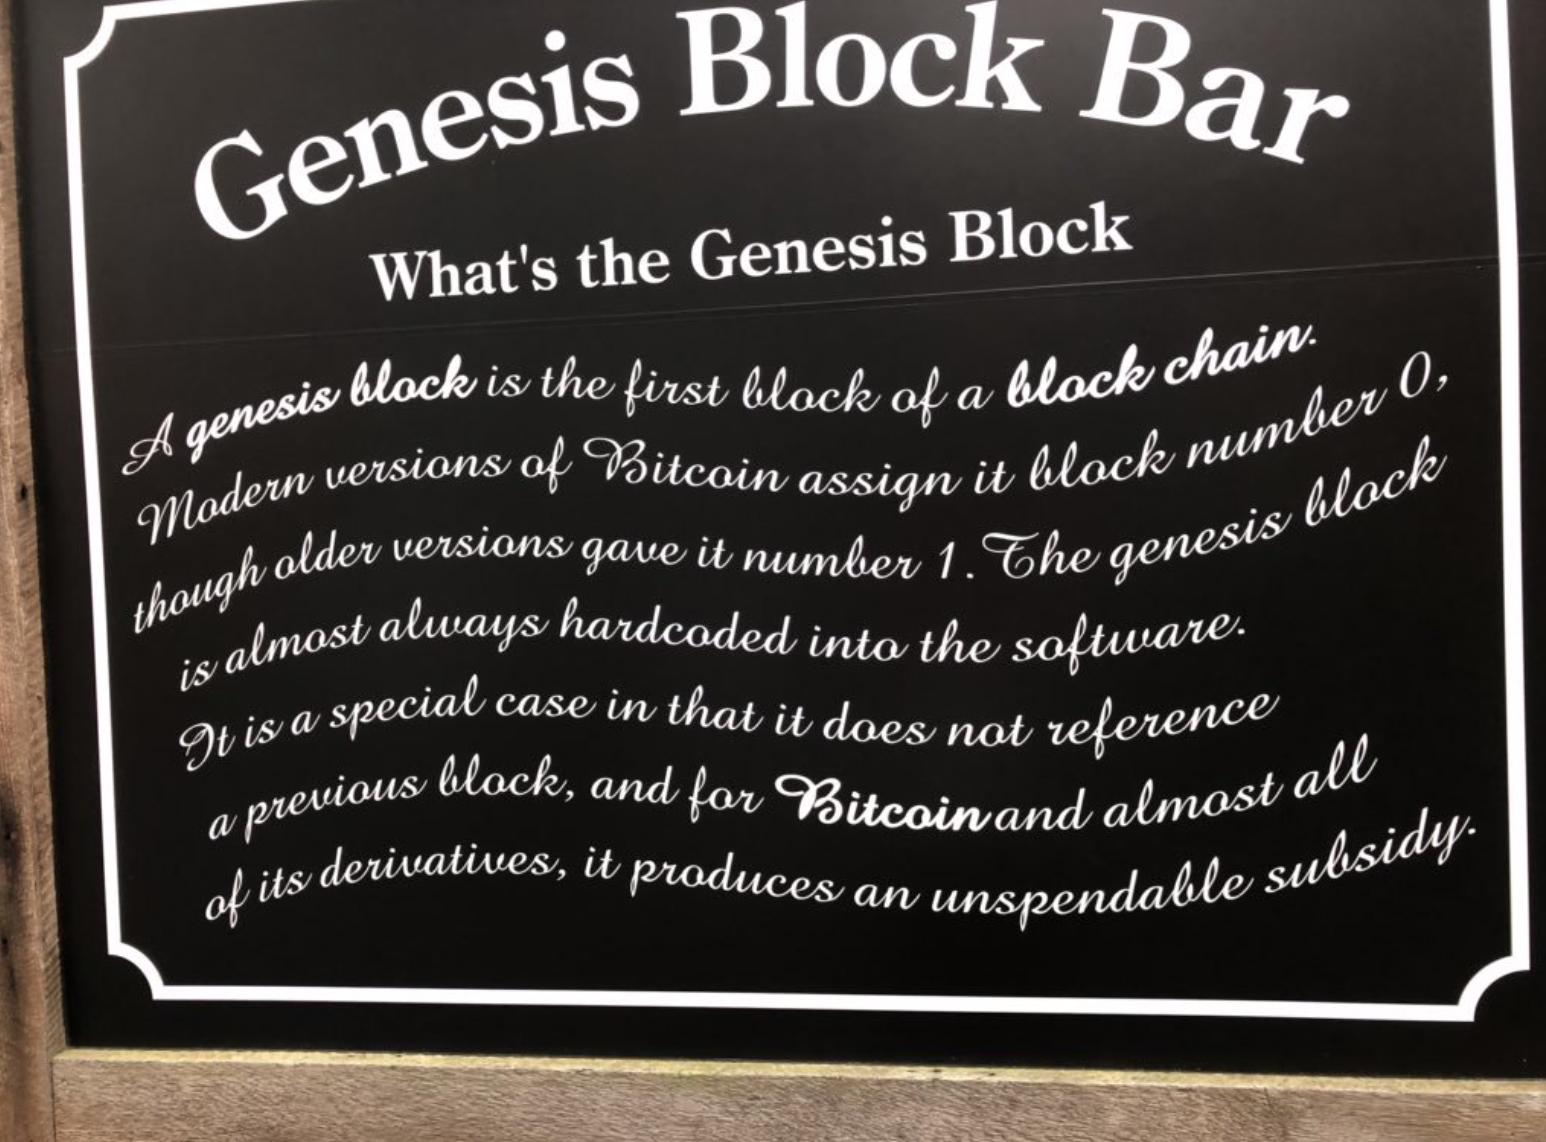 Genesis Block Bar
What's the Genesis Block
A genesis block is the first block of a block chain.
Modern versions of Bitcoin assign it block number 0,
though older versions gave it number 1. The genesis block
is almost always hardcoded into the software.
It is a special case in that it does not reference
a previous block, and for Bitcoin and almost all
of its derivatives, it produces an unspendable subsidy.